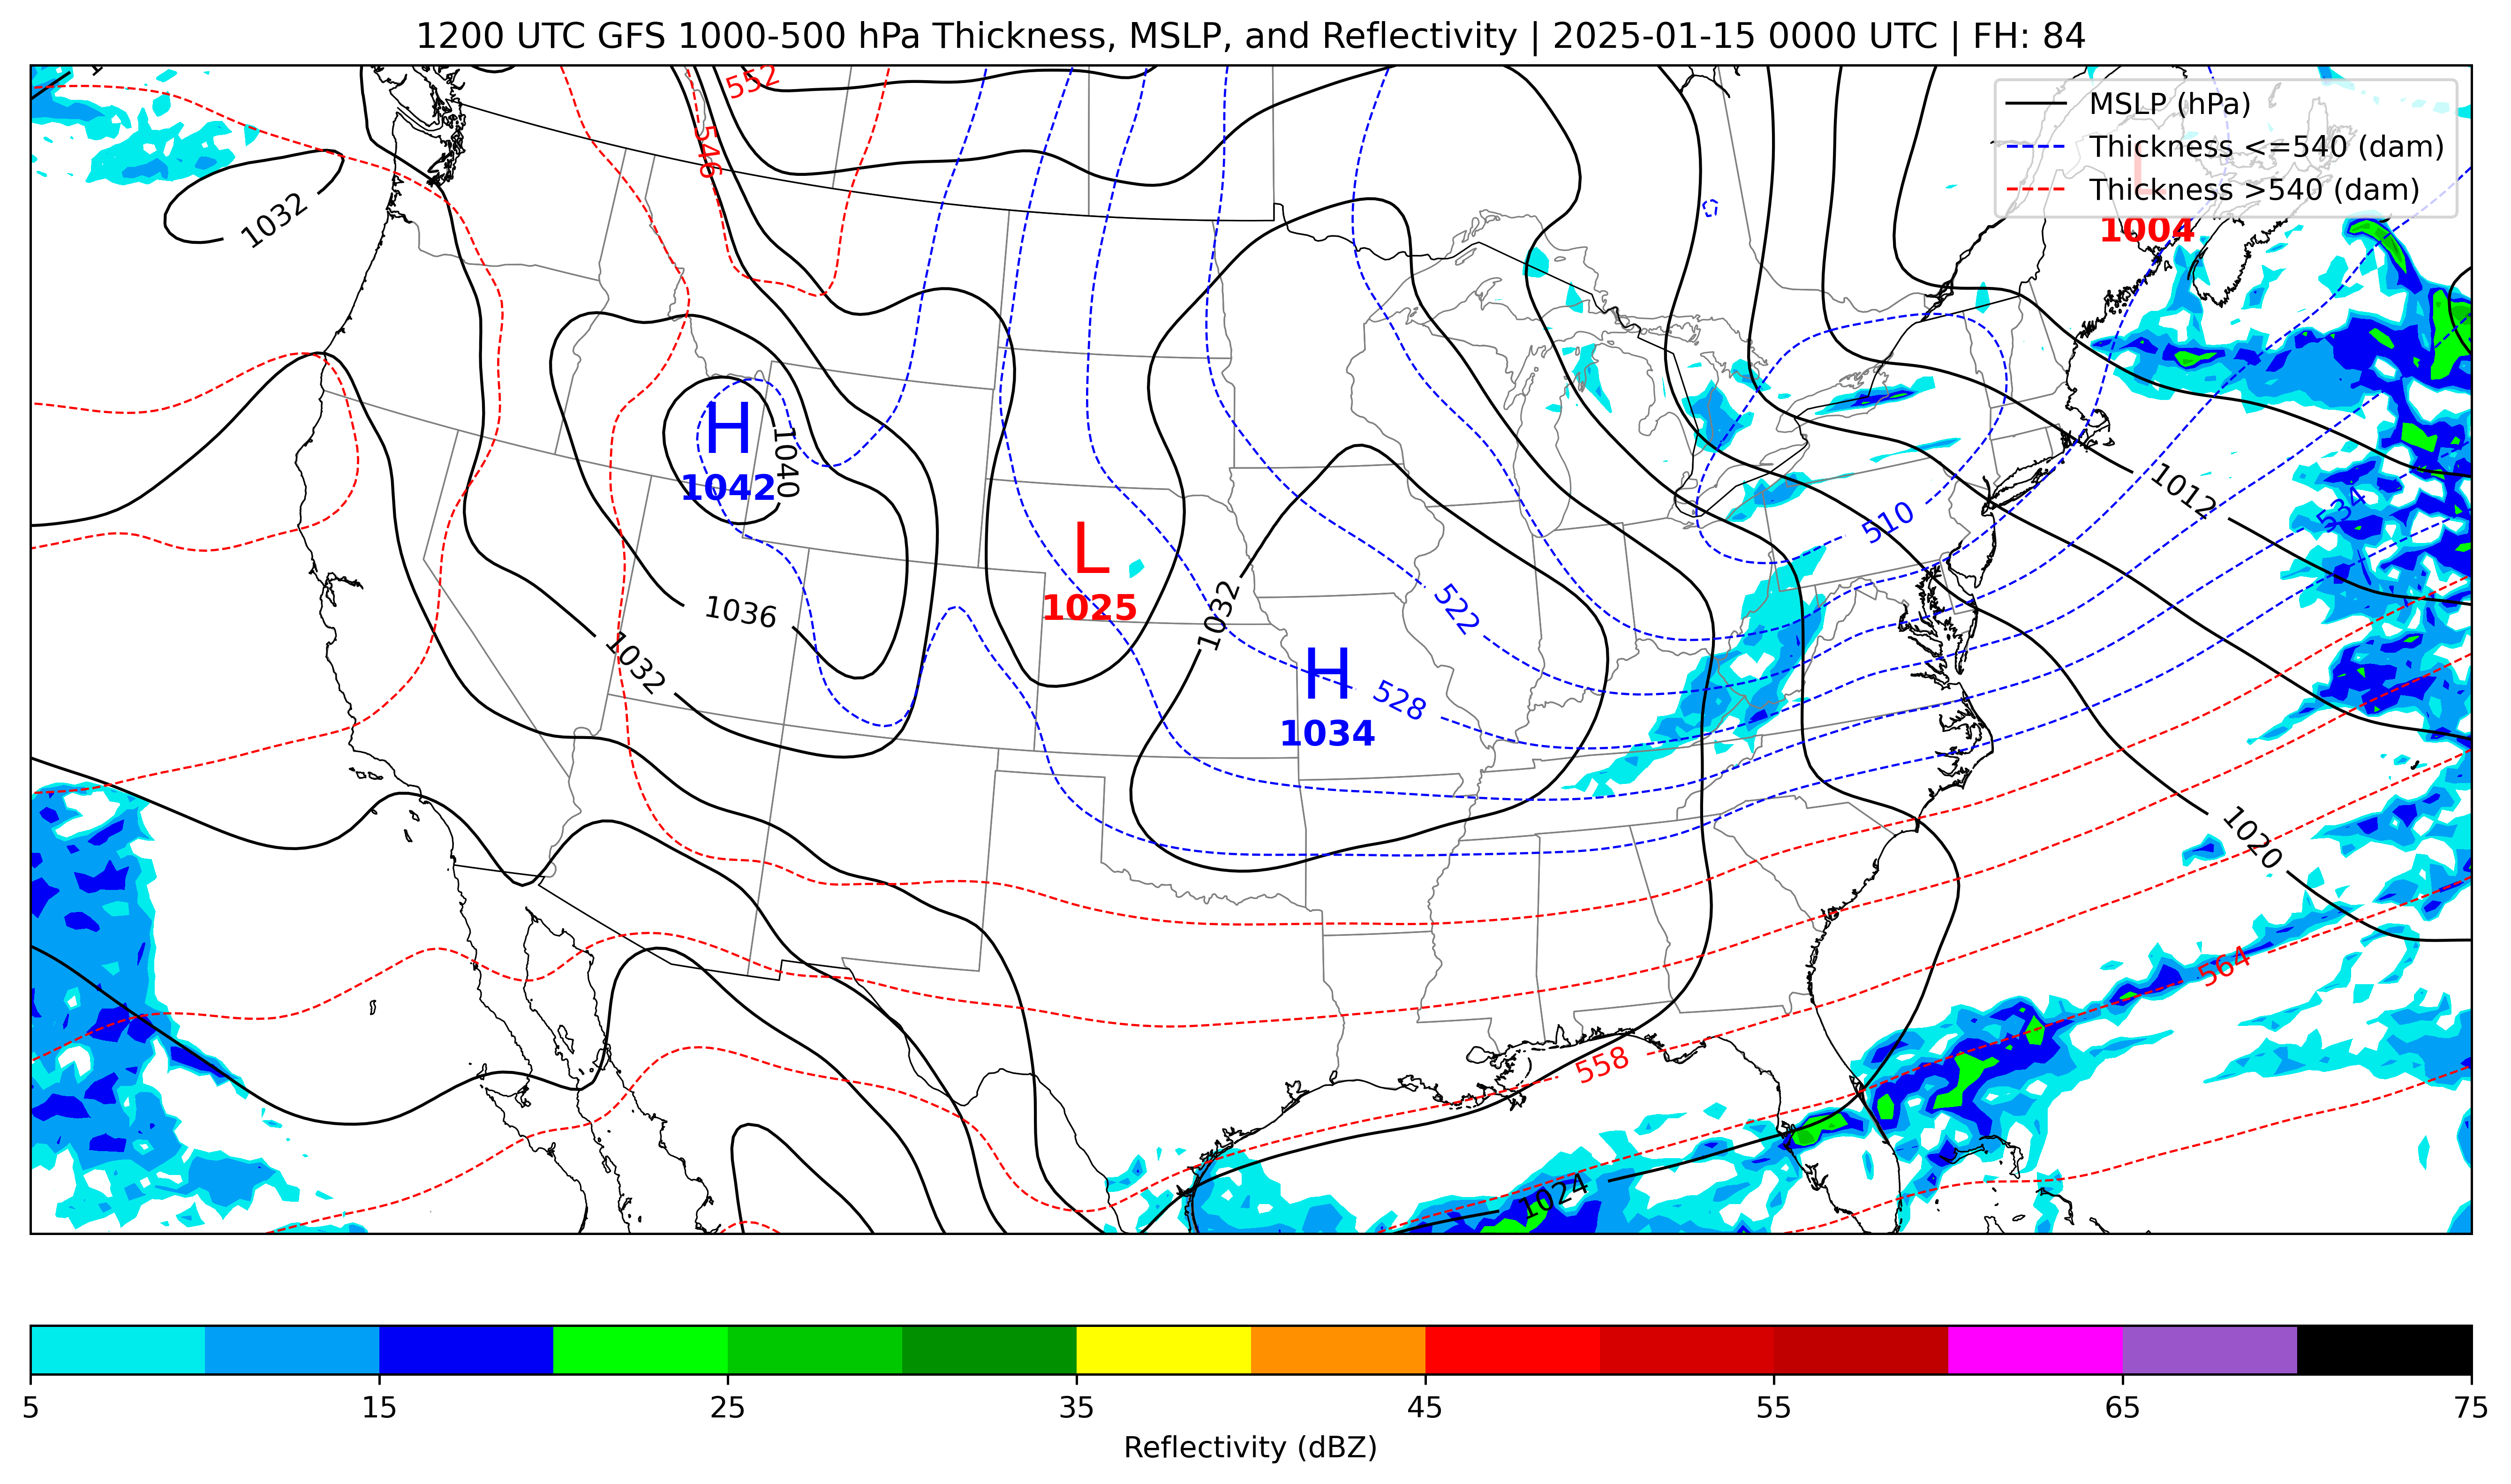 1200 UTC GFS 1000-500 hPa Thickness, MSLP, and Reflectivity | 2025-01-15 0000 UTC | FH: 84
552
MSLP (hPa)
Thickness <=540 (dam)
Thickness >540 (dam)
546
L
1004
1032
H
1042
1040
1012
510
534
L
1025
1036
1032
1032
522
H
1034
528
1020
564
558
1024
5 15 25 35 45 55 65 75
Reflectivity (dBZ)